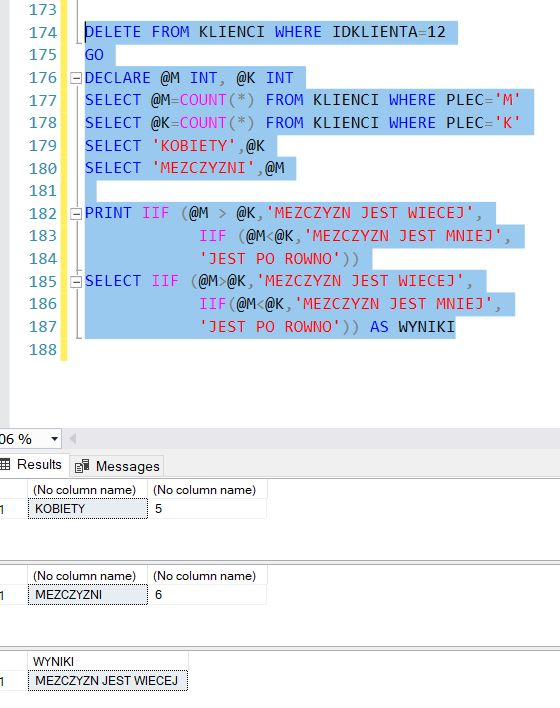 173
174 DELETE FROM KLIENCI WHERE IDKLIENTA=12
175 GO
176 DECLARE @M INT, @K INT
177 SELECT @M=COUNT(*) FROM KLIENCI WHERE PLEC='M'
178 SELECT @K=COUNT(*) FROM KLIENCI WHERE PLEC='K'
179 SELECT 'KOBIETY',@K
180 SELECT 'MEZCZYZNI',@M
181
182 PRINT IIF (@M > @K,'MEZCZYZN JEST WIECEJ',
183 IIF (@M<@K,'MEZCZYZN JEST MNIEJ',
184 'JEST PO ROWNO'))
185 SELECT IIF (@M>@K,'MEZCZYZN JEST WIECEJ',
186 IIF(@M<@K,'MEZCZYZN JEST MNIEJ',
187 'JEST PO ROWNO')) AS WYNIKI
188
06 %
Results Messages
(No column name) (No column name)
1 KOBIETY 5
(No column name) (No column name)
1 MEZCZYZNI 6
WYNIKI
1 MEZCZYZN JEST WIECEJ